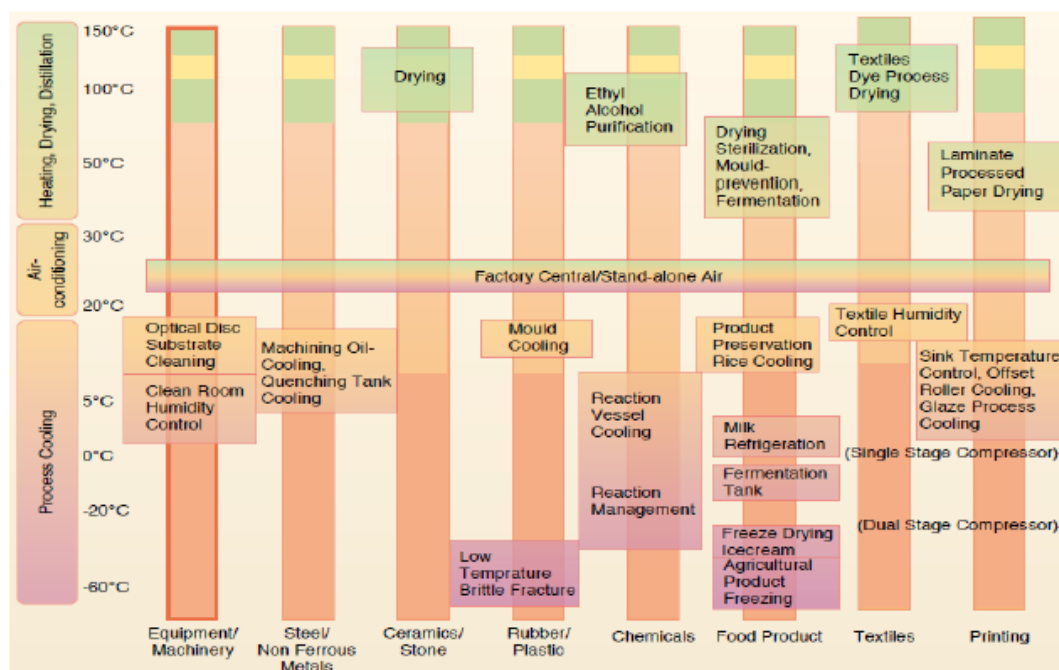 150°C
100°C
50°C
30°C
20°C
5°C
0°C
-20°C
-60°C
Heating, Drying, Distillation
Air-
conditioning
Process Cooling
Drying
Ethyl
Alcohol
Purification
Drying
Sterilization,
Mould-
prevention,
Fermentation
Textiles
Dye Process
Drying
Laminate
Processed
Paper Drying
Factory Central/Stand-alone Air
Optical Disc
Substrate
Cleaning
Clean Room
Humidity
Control
Machining Oil-
Cooling,
Quenching Tank
Cooling
Mould
Cooling
Low
Temprature
Brittle Fracture
Reaction
Vessel
Cooling
Reaction
Management
Product
Preservation
Rice Cooling
Milk
Refrigeration
Fermentation
Tank
Freeze Drying
Icecream
Agricultural
Product
Freezing
Textile Humidity
Control
Sink Temperature
Control, Offset
Roller Cooling,
Glaze Process
Cooling
(Single Stage Compressor)
(Dual Stage Compressor)
Equipment/
Machinery
Steel/
Non Ferrous
Metals
Ceramics/
Stone
Rubber/
Plastic
Chemicals
Food Product
Textiles
Printing